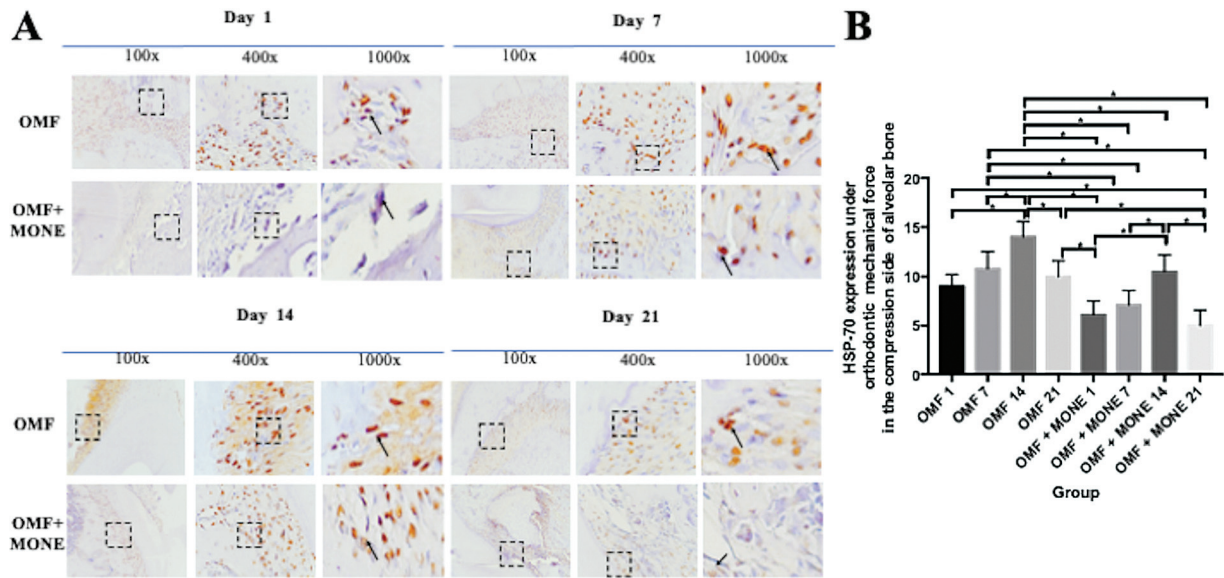 A
Day 1
Day 7
100x 400x 1000x 100x 400x 1000x
OMF
OMF+
MONE
Day 14
Day 21
100x 400x 1000x 100x 400x 1000x
OMF
OMF+
MONE
B
HSP-70 expression under
orthodontic mechanical force
in the compression side of alveolar bone
20
15
10
5
0
* * * * * * * * * * * * * * * * * *
OMF 1
OMF 7
OMF 14
OMF 21
OMF + MONE 1
OMF + MONE 7
OMF + MONE 14
OMF + MONE 21
Group